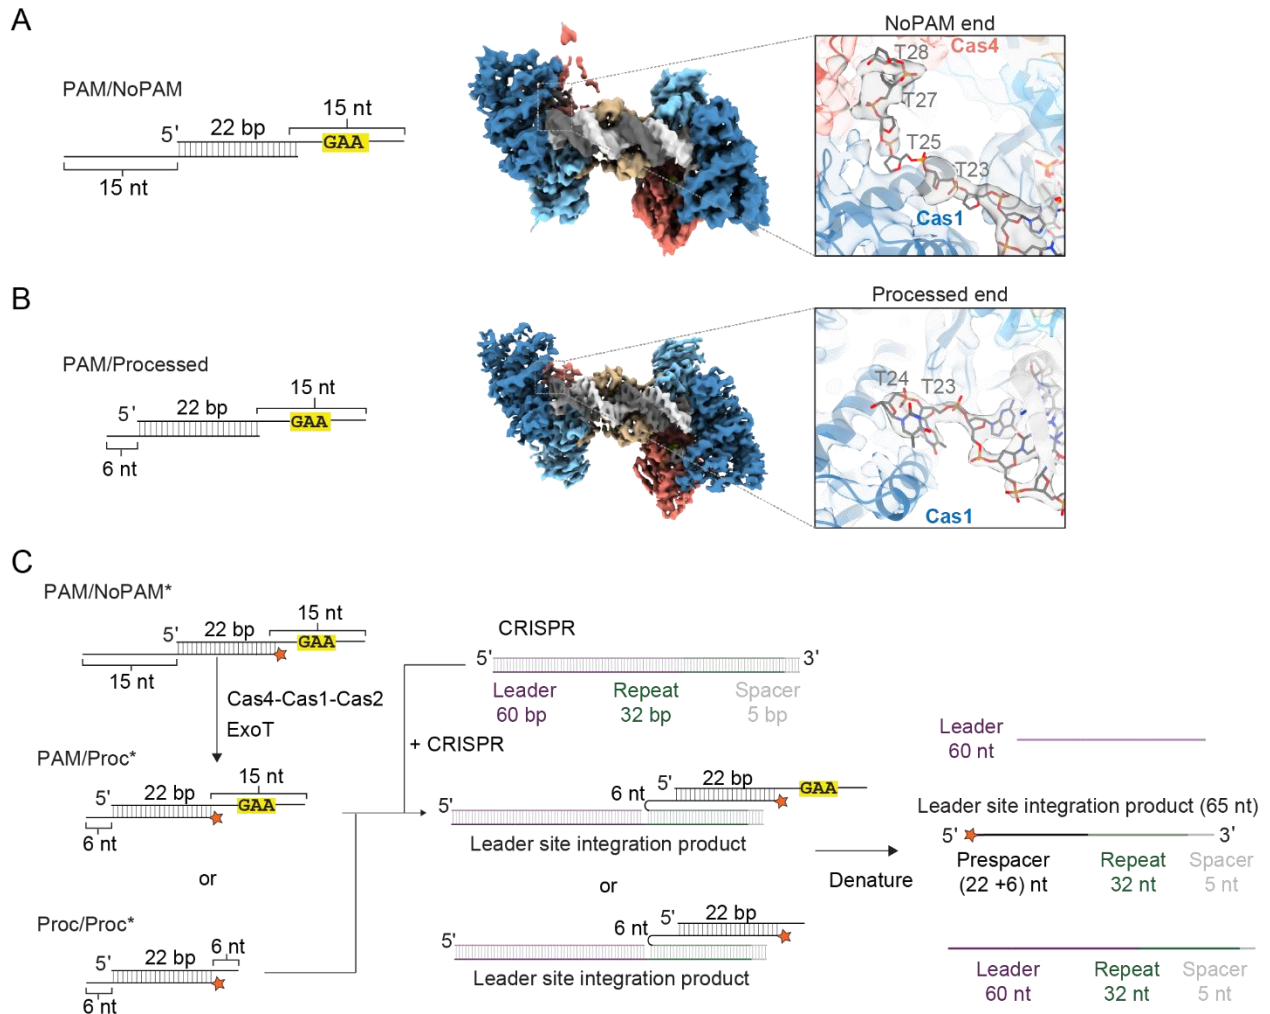 A
PAM/NoPAM
15 nt
5'
22 bp
GAA
15 nt
NoPAM end
Cas4
T28
T27
T25
T23
Cas1
B
PAM/Processed
15 nt
5'
22 bp
GAA
6 nt
Processed end
T24
T23
Cas1
C
PAM/NoPAM*
15 nt
5'
22 bp
GAA
15 nt
Cas4-Cas1-Cas2
ExoT
PAM/Proc*
15 nt
5'
22 bp
GAA
6 nt
or
Proc/Proc*
6 nt
5'
22 bp
6 nt
CRISPR
5'
3'
Leader
60 bp
Repeat
32 bp
Spacer
5 bp
+ CRISPR
5'
22 bp
GAA
6 nt
5'
Leader site integration product
or
5'
22 bp
6 nt
5'
Leader site integration product
Denature
Leader
60 nt
Leader site integration product (65 nt)
5'
3'
Prespacer
(22 +6) nt
Repeat
32 nt
Spacer
5 nt
Leader
60 nt
Repeat
32 nt
Spacer
5 nt